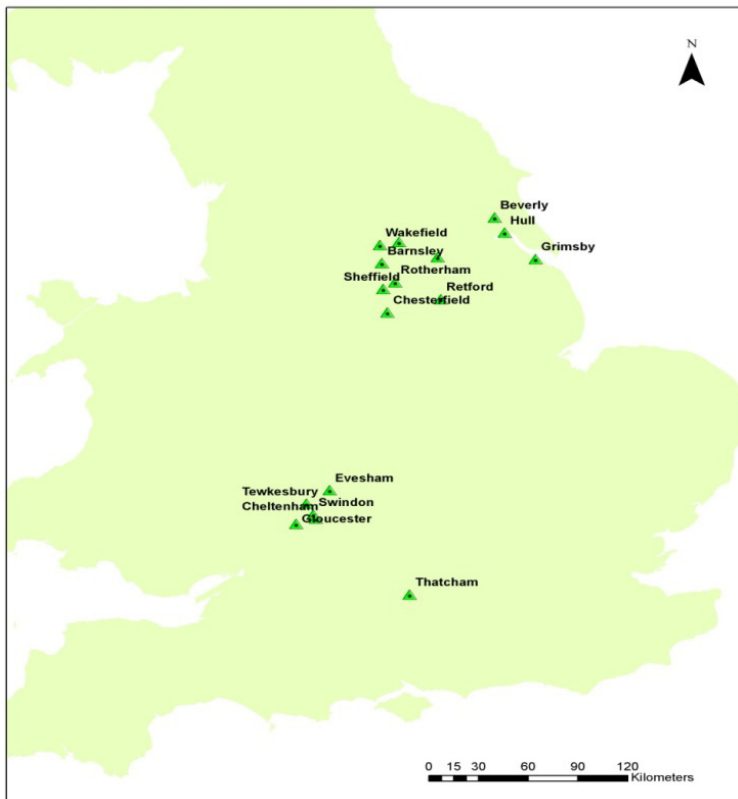 N
Beverly
Hull
Wakefield
Grimsby
Barnsley
Rotherham
Sheffield
Retford
Chesterfield
Evesham
Tewkesbury
Swindon
Cheltenham
Gloucester
Thatcham
0 15 30 60 90 120
Kilometers